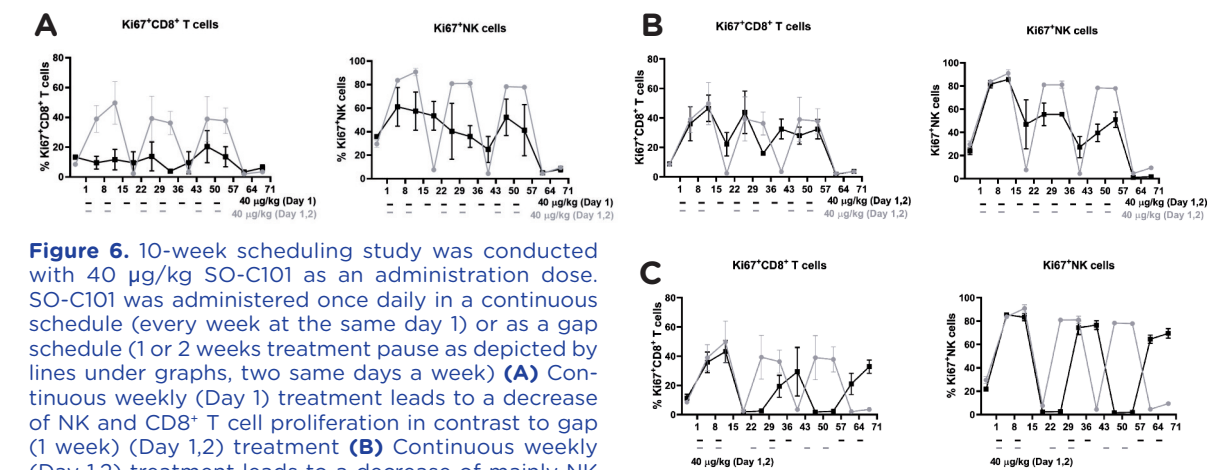 A
Ki67⁺CD8⁺ T cells
% Ki67⁺CD8⁺ T cells
80
60
40
20
0
1 8 15 22 29 36 43 50 57 64 71
40 µg/kg (Day 1)
40 µg/kg (Day 1,2)
Ki67⁺NK cells
% Ki67⁺NK cells
100
80
60
40
20
0
1 8 15 22 29 36 43 50 57 64 71
40 µg/kg (Day 1)
40 µg/kg (Day 1,2)
B
Ki67⁺CD8⁺ T cells
Ki67⁺CD8⁺ T cells
80
60
40
20
0
1 8 15 22 29 36 43 50 57 64 71
40 µg/kg (Day 1,2)
40 µg/kg (Day 1,2)
Ki67⁺NK cells
Ki67⁺NK cells
100
80
60
40
20
0
1 8 15 22 29 36 43 50 57 64 71
40 µg/kg (Day 1,2)
40 µg/kg (Day 1,2)
Figure 6. 10-week scheduling study was conducted
with 40 µg/kg SO-C101 as an administration dose.
SO-C101 was administered once daily in a continuous
schedule (every week at the same day 1) or as a gap
schedule (1 or 2 weeks treatment pause as depicted by
lines under graphs, two same days a week) (A) Con-
tinuous weekly (Day 1) treatment leads to a decrease
of NK and CD8⁺ T cell proliferation in contrast to gap
(1 week) (Day 1,2) treatment (B) Continuous weekly
(Day 1,2) treatment leads to a decrease of mainly NK
C
Ki67⁺CD8⁺ T cells
% Ki67⁺CD8⁺ T cells
80
60
40
20
0
1 8 15 22 29 36 43 50 57 64 71
40 µg/kg (Day 1,2)
Ki67⁺NK cells
% Ki67⁺NK cells
100
80
60
40
20
0
1 8 15 22 29 36 43 50 57 64 71
40 µg/kg (Day 1,2)